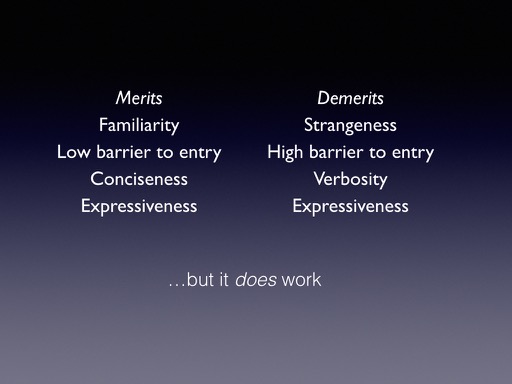 Merits
Familiarity
Low barrier to entry
Conciseness
Expressiveness
Demerits
Strangeness
High barrier to entry
Verbosity
Expressiveness
…but it does work